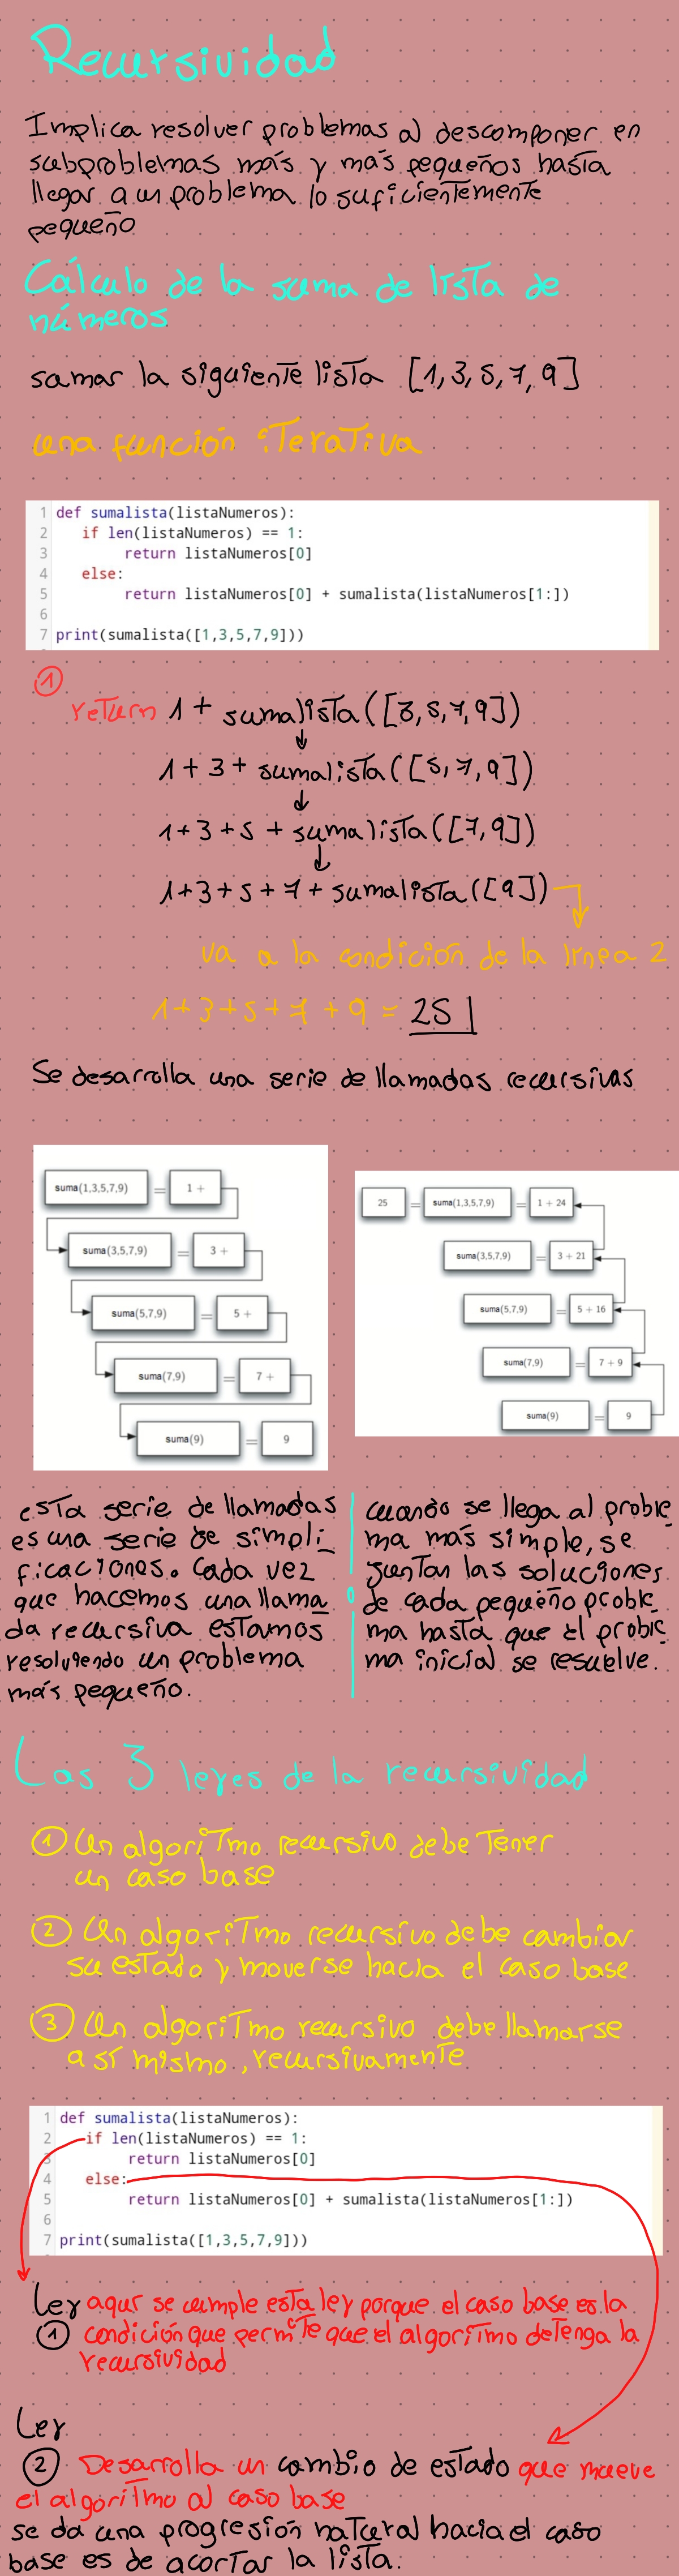 Recursividad
Implica resolver problemas al descomponer en
subproblemas más y más pequeños hasta
llegar a un problema lo suficientemente
pequeño
Cálculo de la suma de lista de
números
sumar la siguiente lista [1,3,5,7,9]
una función iterativa
1 def sumalista(listaNumeros):
2 if len(listaNumeros) == 1:
3 return listaNumeros[0]
4 else:
5 return listaNumeros[0] + sumalista(listaNumeros[1:])
6
7 print(sumalista([1,3,5,7,9]))
1
return 1 + sumalista([3,5,7,9])
1 + 3 + sumalista([5,7,9])
1+3+5 + sumalista([7,9])
1+3+5+7+sumalista([9])
va a la condición de la línea 2
1+3+5+7+9 = 25
Se desarrolla una serie de llamadas recursivas
suma(1,3,5,7,9) = 1 +
suma(3,5,7,9) = 3 +
suma(5,7,9) = 5 +
suma(7,9) = 7 +
suma(9) = 9
25 = suma(1,3,5,7,9) = 1 + 24
suma(3,5,7,9) = 3 + 21
suma(5,7,9) = 5 + 16
suma(7,9) = 7 + 9
suma(9) = 9
esta serie de llamadas
es una serie de simpli_
ficaciones. Cada vez
que hacemos una llama
da recursiva estamos
resolviendo un problema
más pequeño.
cuando se llega al proble
ma más simple, se
juntan las soluciones
de cada pequeño proble
ma hasta que el proble
ma inicial se resuelve.
Las 3 leyes de la recursividad
1 Un algoritmo recursivo debe tener
un caso base
2 Un algoritmo recursivo debe cambiar
su estado y moverse hacia el caso base
3 Un algoritmo recursivo debe llamarse
a sí mismo, recursivamente
1 def sumalista(listaNumeros):
2 if len(listaNumeros) == 1:
3 return listaNumeros[0]
4 else:
5 return listaNumeros[0] + sumalista(listaNumeros[1:])
6
7 print(sumalista([1,3,5,7,9]))
Ley aquí se cumple esta ley porque el caso base es la
1 condición que permite que el algoritmo detenga la
recursividad
Ley
2 Desarrolla un cambio de estado que mueve
el algoritmo al caso base
se da una progresión natural hacia el caso
base es de acortar la lista.